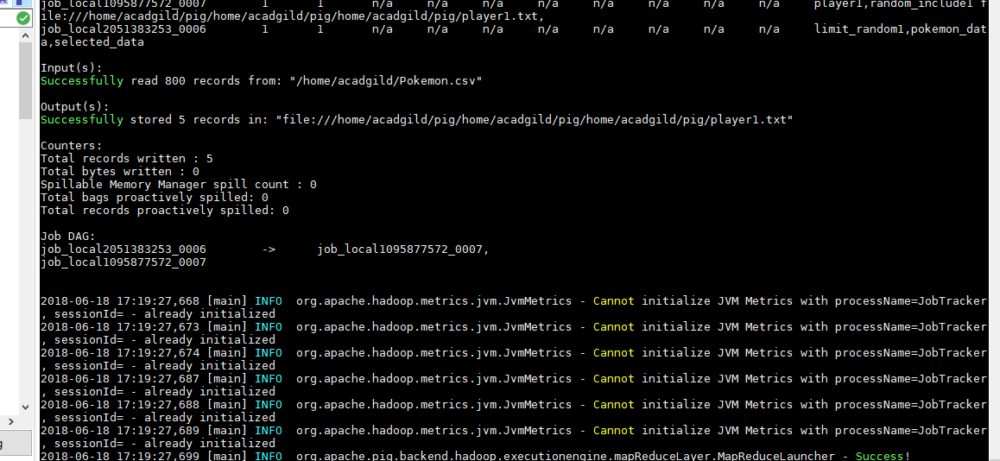 job_local1095877572_0007 1 1 n/a n/a n/a n/a n/a n/a n/a n/a player1,random_include1 f
ile:///home/acadgild/pig/home/acadgild/pig/home/acadgild/pig/player1.txt,
job_local2051383253_0006 1 1 n/a n/a n/a n/a n/a n/a n/a n/a limit_random1,pokemon_dat
a,selected_data
Input(s):
Successfully read 800 records from: "/home/acadgild/Pokemon.csv"
Output(s):
Successfully stored 5 records in: "file:///home/acadgild/pig/home/acadgild/pig/home/acadgild/pig/player1.txt"
Counters:
Total records written : 5
Total bytes written : 0
Spillable Memory Manager spill count : 0
Total bags proactively spilled: 0
Total records proactively spilled: 0
Job DAG:
job_local2051383253_0006 -> job_local1095877572_0007,
job_local1095877572_0007
2018-06-18 17:19:27,668 [main] INFO org.apache.hadoop.metrics.jvm.JvmMetrics - Cannot initialize JVM Metrics with processName=JobTracker
, sessionId= - already initialized
2018-06-18 17:19:27,673 [main] INFO org.apache.hadoop.metrics.jvm.JvmMetrics - Cannot initialize JVM Metrics with processName=JobTracker
, sessionId= - already initialized
2018-06-18 17:19:27,674 [main] INFO org.apache.hadoop.metrics.jvm.JvmMetrics - Cannot initialize JVM Metrics with processName=JobTracker
, sessionId= - already initialized
2018-06-18 17:19:27,687 [main] INFO org.apache.hadoop.metrics.jvm.JvmMetrics - Cannot initialize JVM Metrics with processName=JobTracker
, sessionId= - already initialized
2018-06-18 17:19:27,688 [main] INFO org.apache.hadoop.metrics.jvm.JvmMetrics - Cannot initialize JVM Metrics with processName=JobTracker
, sessionId= - already initialized
2018-06-18 17:19:27,689 [main] INFO org.apache.hadoop.metrics.jvm.JvmMetrics - Cannot initialize JVM Metrics with processName=JobTracker
, sessionId= - already initialized
2018-06-18 17:19:27,699 [main] INFO org.apache.pig.backend.hadoop.executionengine.mapReduceLayer.MapReduceLauncher - Success!